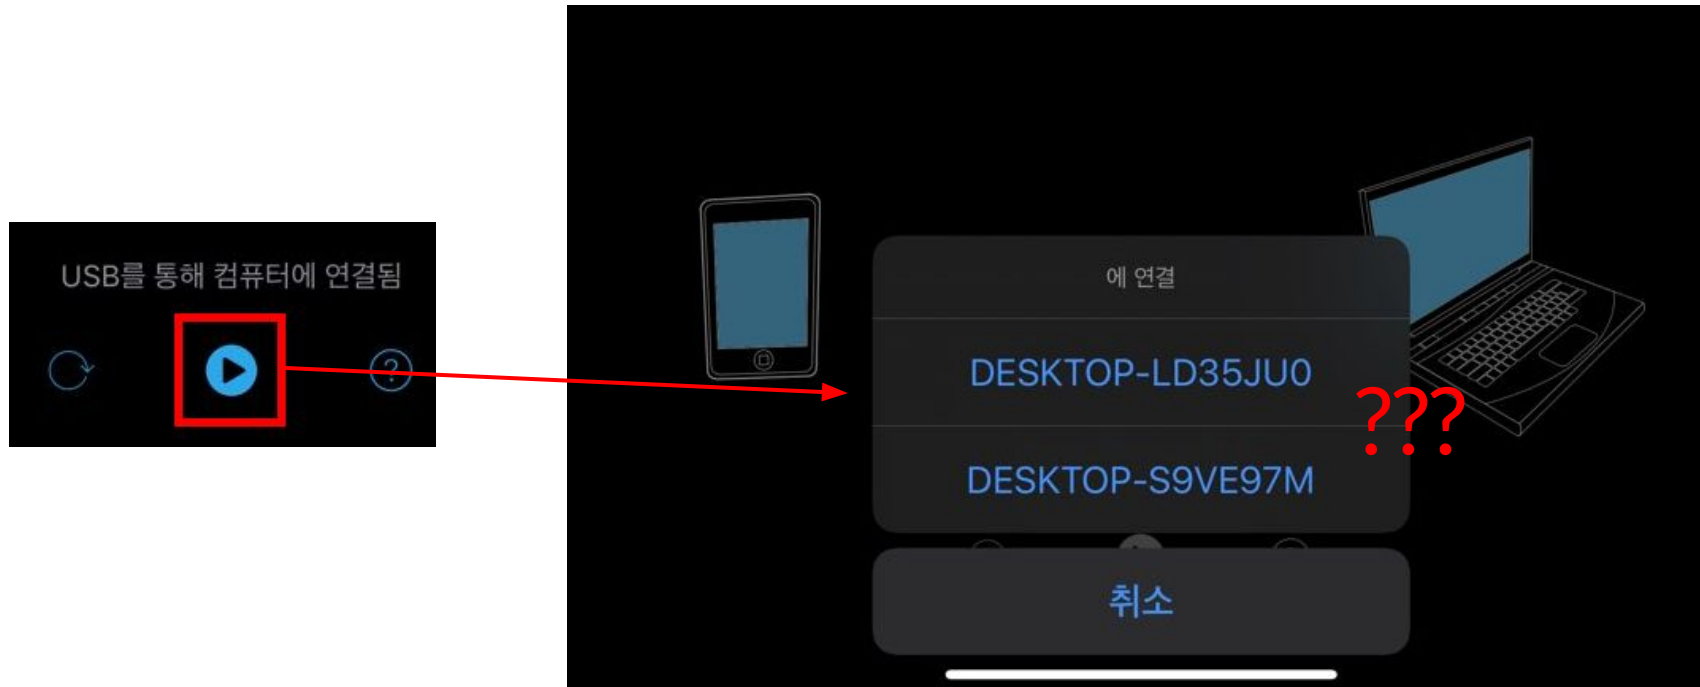 USB를 통해 컴퓨터에 연결됨
?
에 연결
DESKTOP-LD35JU0
???
DESKTOP-S9VE97M
취소